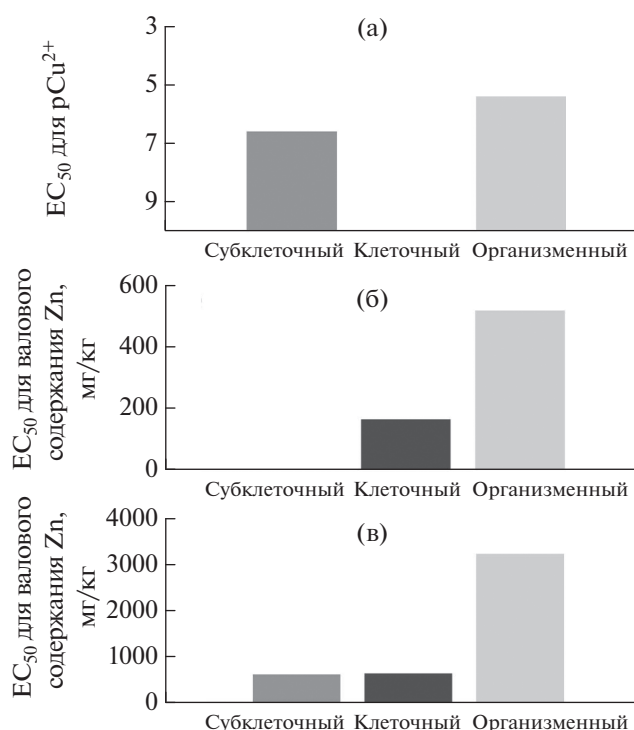 (а)
EC50 для pCu2+
3
5
7
9
Субклеточный Клеточный Организменный
(б)
EC50 для валового
содержания Zn,
мг/кг
600
400
200
0
Субклеточный Клеточный Организменный
(в)
EC50 для валового
содержания Zn,
мг/кг
4000
3000
2000
1000
0
Субклеточный Клеточный Организменный